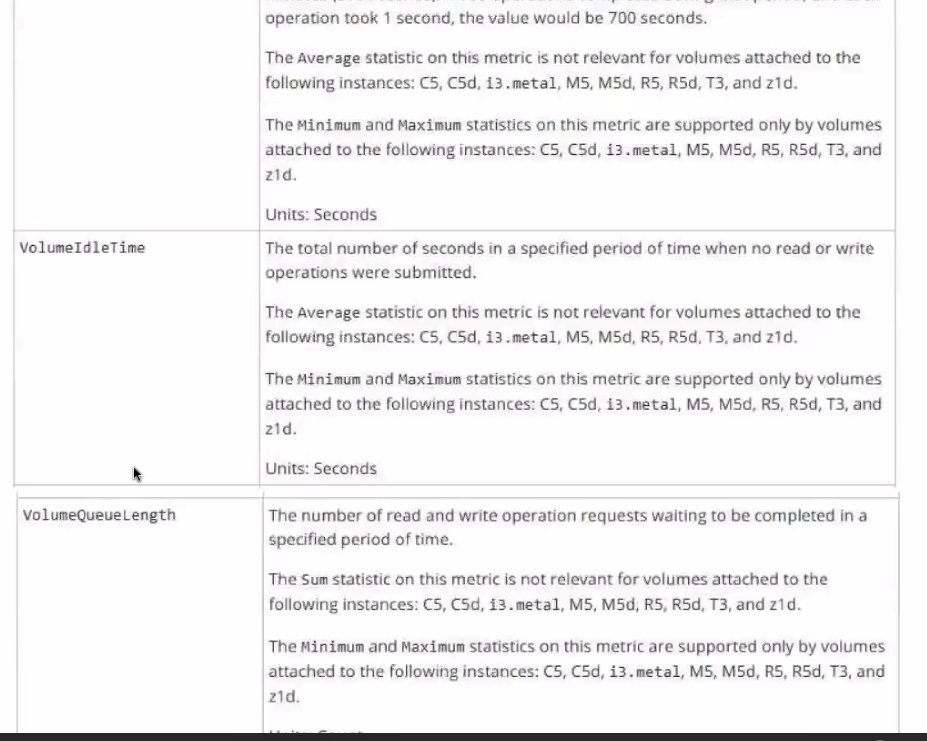 operation took 1 second, the value would be 700 seconds.
The Average statistic on this metric is not relevant for volumes attached to the
following instances: C5, C5d, i3.metal, M5, M5d, R5, R5d, T3, and z1d.
The Minimum and Maximum statistics on this metric are supported only by volumes
attached to the following instances: C5, C5d, i3.metal, M5, M5d, R5, R5d, T3, and
z1d.
Units: Seconds
VolumeIdleTime
The total number of seconds in a specified period of time when no read or write
operations were submitted.
The Average statistic on this metric is not relevant for volumes attached to the
following instances: C5, C5d, i3.metal, M5, M5d, R5, R5d, T3, and z1d.
The Minimum and Maximum statistics on this metric are supported only by volumes
attached to the following instances: C5, C5d, i3.metal, M5, M5d, R5, R5d, T3, and
z1d.
Units: Seconds
VolumeQueueLength
The number of read and write operation requests waiting to be completed in a
specified period of time.
The Sum statistic on this metric is not relevant for volumes attached to the
following instances: C5, C5d, i3.metal, M5, M5d, R5, R5d, T3, and z1d.
The Minimum and Maximum statistics on this metric are supported only by volumes
attached to the following instances: C5, C5d, i3.metal, M5, M5d, R5, R5d, T3, and
z1d.